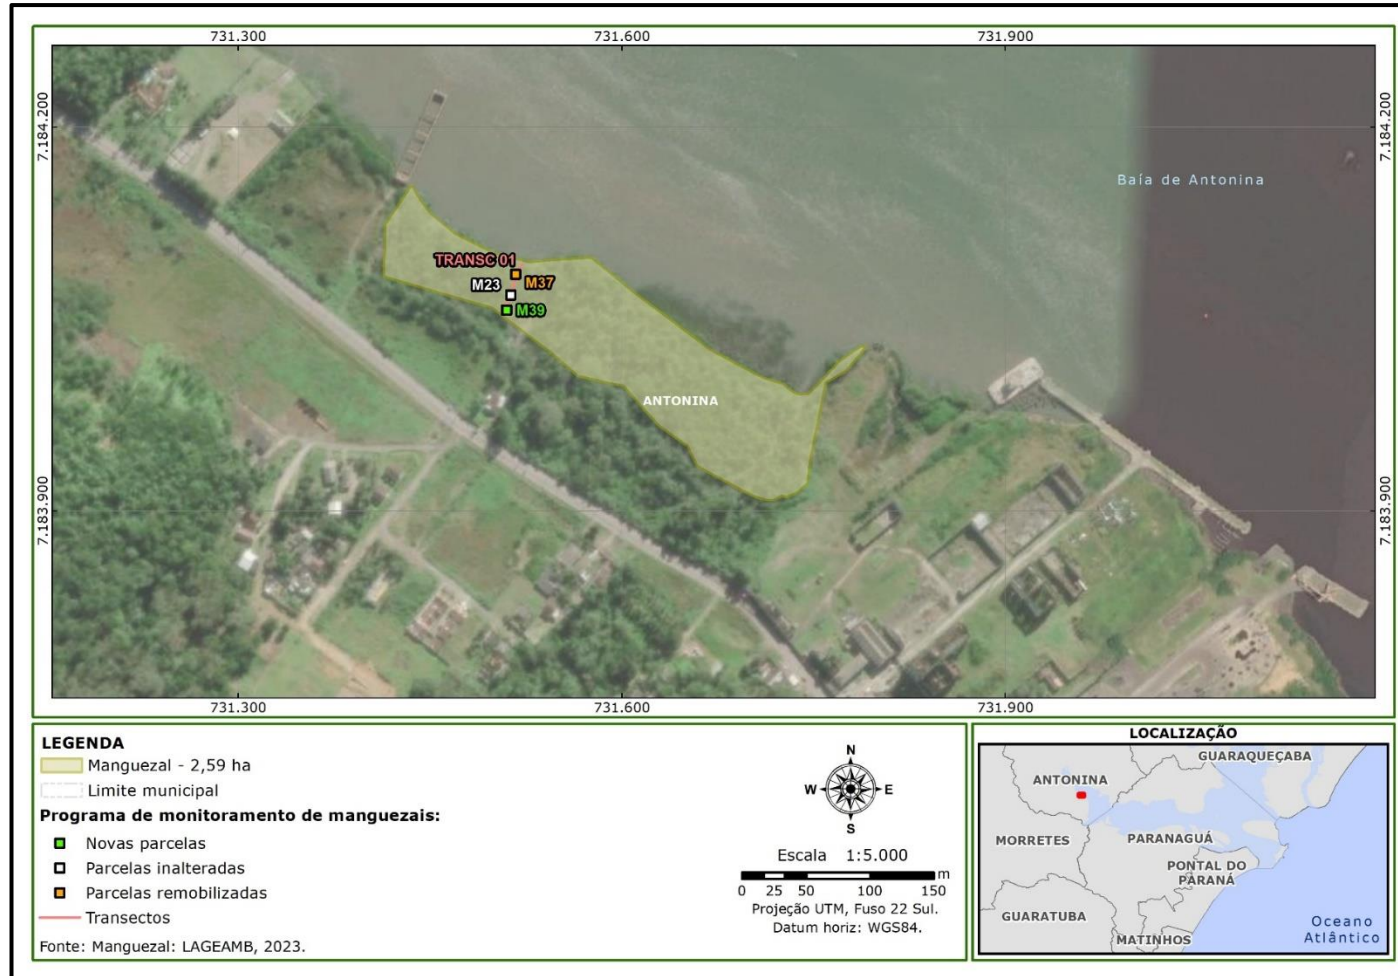 731.300
731.600
731.900
7.184.200
7.184.200
Baía de Antonina
TRANSC 01
M37
M23
M39
ANTONINA
7.183.900
7.183.900
731.300
731.600
731.900
LEGENDA
Manguezal - 2,59 ha
Limite municipal
Programa de monitoramento de manguezais:
Novas parcelas
Parcelas inalteradas
Parcelas remobilizadas
Transectos
Fonte: Manguezal: LAGEAMB, 2023.
N
W
E
S
Escala 1:5.000
m
0 25 50 100 150
Projeção UTM, Fuso 22 Sul.
Datum horiz: WGS84.
LOCALIZAÇÃO
GUARAQUEÇABA
ANTONINA
MORRETES
PARANAGUÁ
PONTAL DO
PARANÁ
GUARATUBA
MATINHOS
Oceano
Atlântico